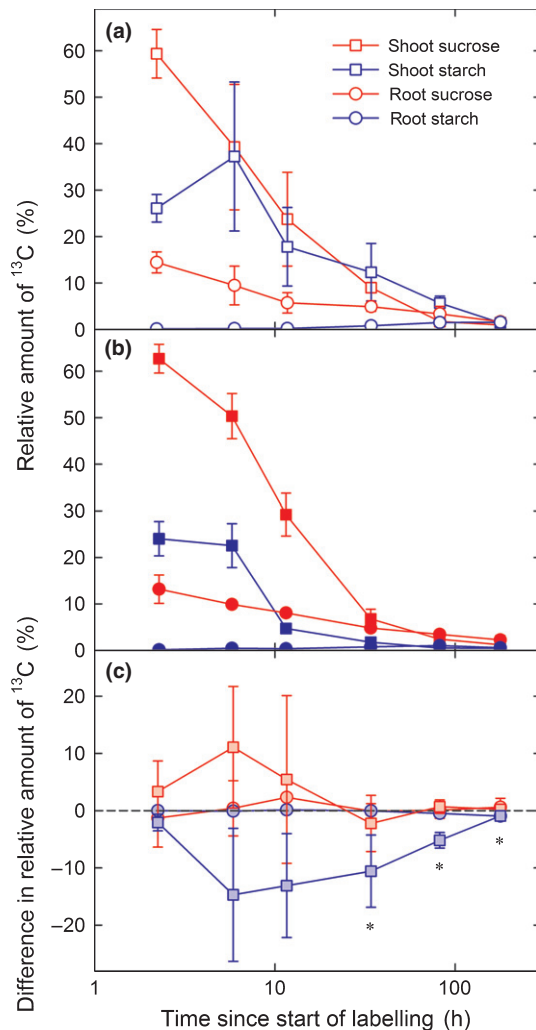 (a)
Shoot sucrose
Shoot starch
Root sucrose
Root starch
60
50
40
30
20
10
0
Relative amount of ¹³C (%)
(b)
60
50
40
30
20
10
0
(c)
20
10
0
−10
−20
Difference in relative amount of ¹³C (%)
*
*
*
1
10
100
Time since start of labelling (h)